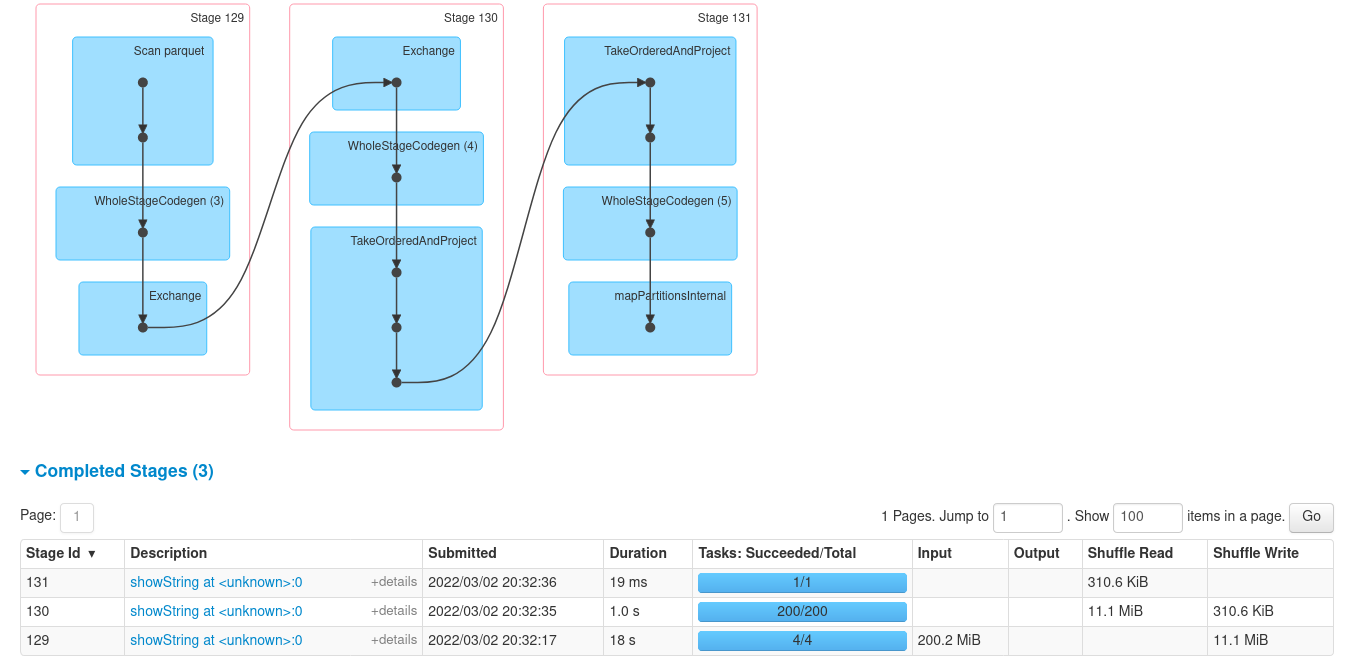 Stage 129
Scan parquet
WholeStageCodegen (3)
Exchange
Stage 130
Exchange
WholeStageCodegen (4)
TakeOrderedAndProject
Stage 131
TakeOrderedAndProject
WholeStageCodegen (5)
mapPartitionsInternal
Completed Stages (3)
Page: 1 1 Pages. Jump to 1 . Show 100 items in a page. Go
Stage Id ▼ Description Submitted Duration Tasks: Succeeded/Total Input Output Shuffle Read Shuffle Write
131 showString at <unknown>:0 +details 2022/03/02 20:32:36 19 ms 1/1 310.6 KiB
130 showString at <unknown>:0 +details 2022/03/02 20:32:35 1.0 s 200/200 11.1 MiB 310.6 KiB
129 showString at <unknown>:0 +details 2022/03/02 20:32:17 18 s 4/4 200.2 MiB 11.1 MiB